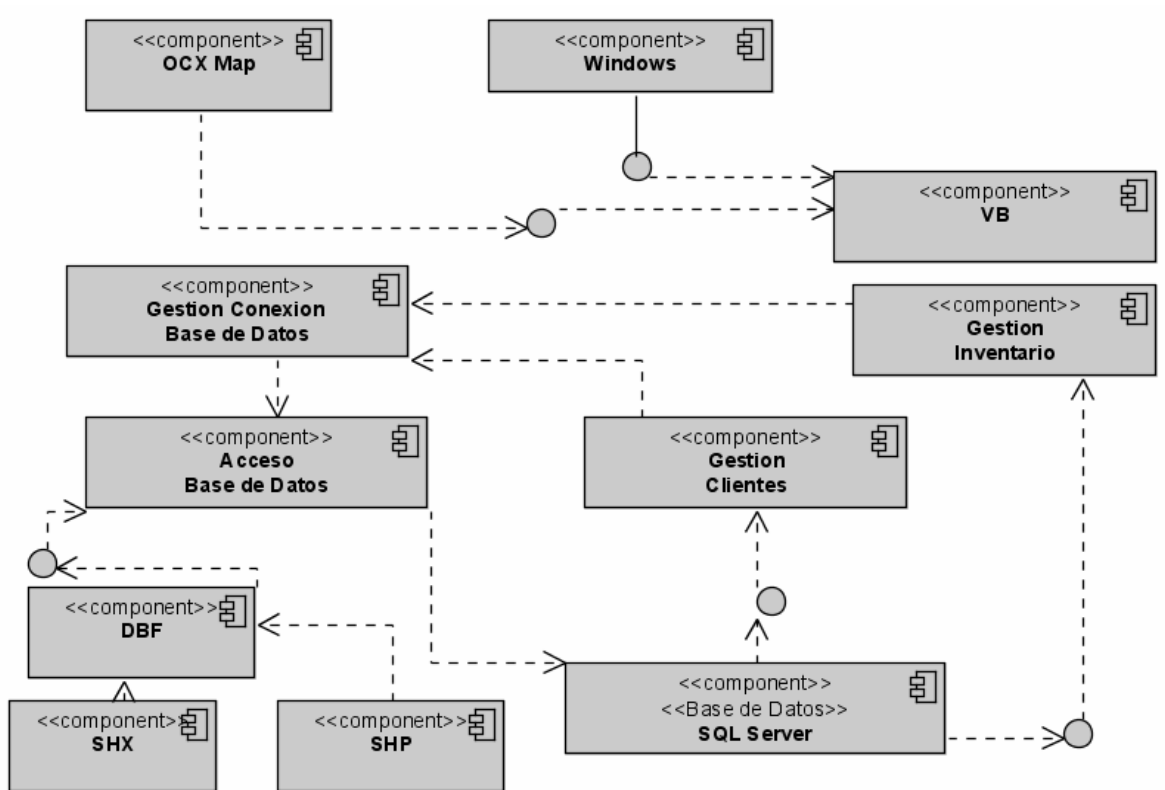 <<component>>
OCX Map
<<component>>
Windows
<<component>>
VB
<<component>>
Gestion Conexion
Base de Datos
<<component>>
Gestion
Inventario
<<component>>
Acceso
Base de Datos
<<component>>
Gestion
Clientes
<<component>>
DBF
<<component>>
<<Base de Datos>>
SQL Server
<<component>>
SHX
<<component>>
SHP